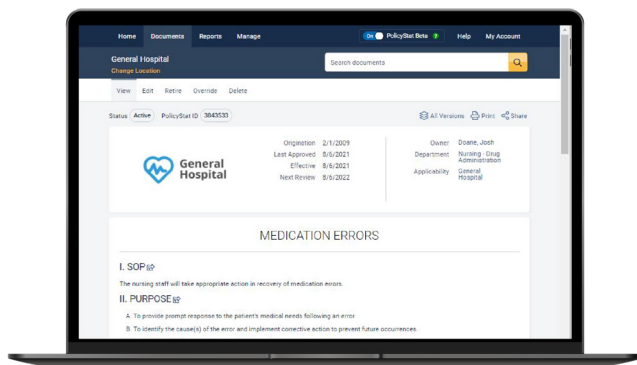 Home Documents Reports Manage On PolicyStat Beta ? Help My Account
General Hospital
Change Location
Search documents
View Edit Retire Override Delete
Status Active PolicyStat ID 3843533 All Versions Print Share
General
Hospital
Origination 2/1/2009
Last Approved 8/6/2021
Effective 8/6/2021
Next Review 8/6/2022
Owner Doane, Josh
Department Nursing - Drug
Administration
Applicability General
Hospital
MEDICATION ERRORS
I. SOP
The nursing staff will take appropriate action in recovery of medication errors.
II. PURPOSE
A. To provide prompt response to the patient's medical needs following an error.
B. To identify the cause(s) of the error and implement corrective action to prevent future occurrences.